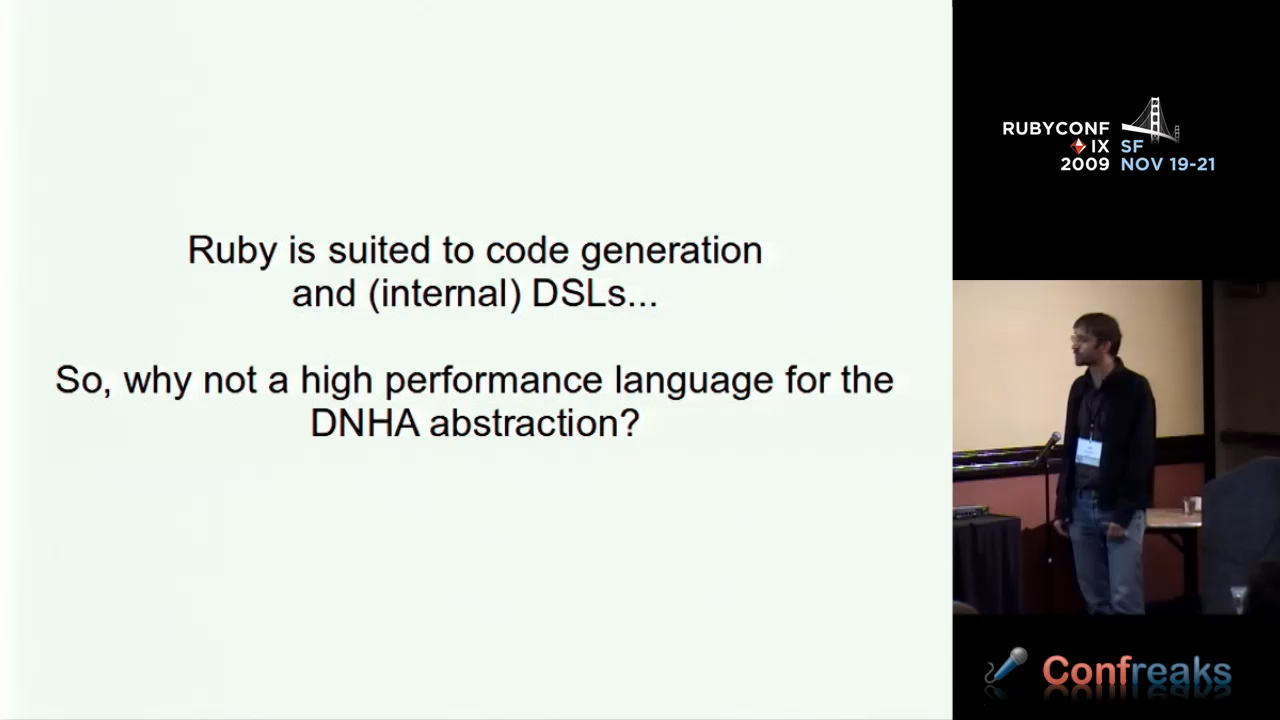 Ruby is suited to code generation
and (internal) DSLs...
So, why not a high performance language for the
DNHA abstraction?
RUBYCONF
IX SF
2009 NOV 19-21
Confreaks